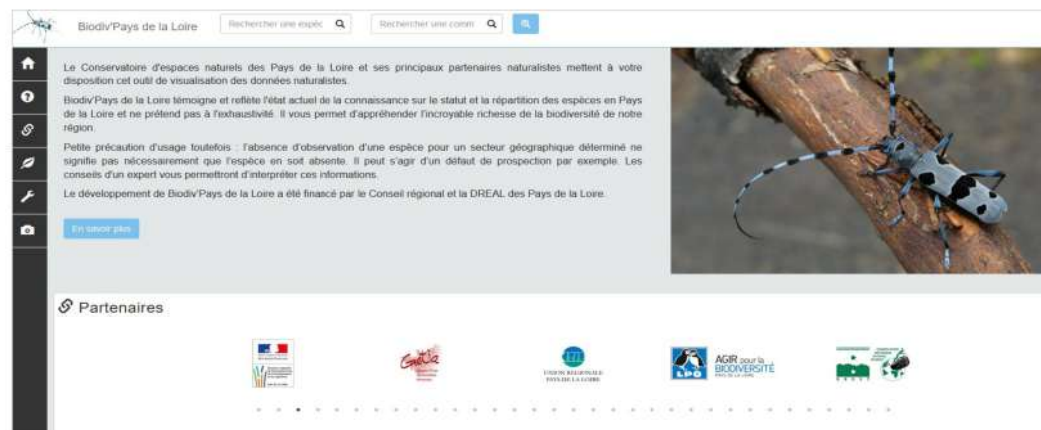 Biodiv'Pays de la Loire
Rechercher une expéc
Rechercher une comm
Le Conservatoire d'espaces naturels des Pays de la Loire et ses principaux partenaires naturalistes mettent à votre
disposition cet outil de visualisation des données naturalistes.
Biodiv'Pays de la Loire témoigne et reflète l'état actuel de la connaissance sur le statut et la répartition des espèces en Pays
de la Loire et ne prétend pas à l'exhaustivité. Il vous permet d'appréhender l'incroyable richesse de la biodiversité de notre
région.
Petite précaution d'usage toutefois : l'absence d'observation d'une espèce pour un secteur géographique déterminé ne
signifie pas nécessairement que l'espèce en soit absente. Il peut s'agir d'un défaut de prospection par exemple. Les
conseils d'un expert vous permettront d'interpréter ces informations.
Le développement de Biodiv'Pays de la Loire a été financé par le Conseil régional et la DREAL des Pays de la Loire.
En savoir plus
Partenaires
UNION REGIONALE
PAYS DE LA LOIRE
LPO
AGIR pour la
BIODIVERSITÉ
PAYS DE LA LOIRE